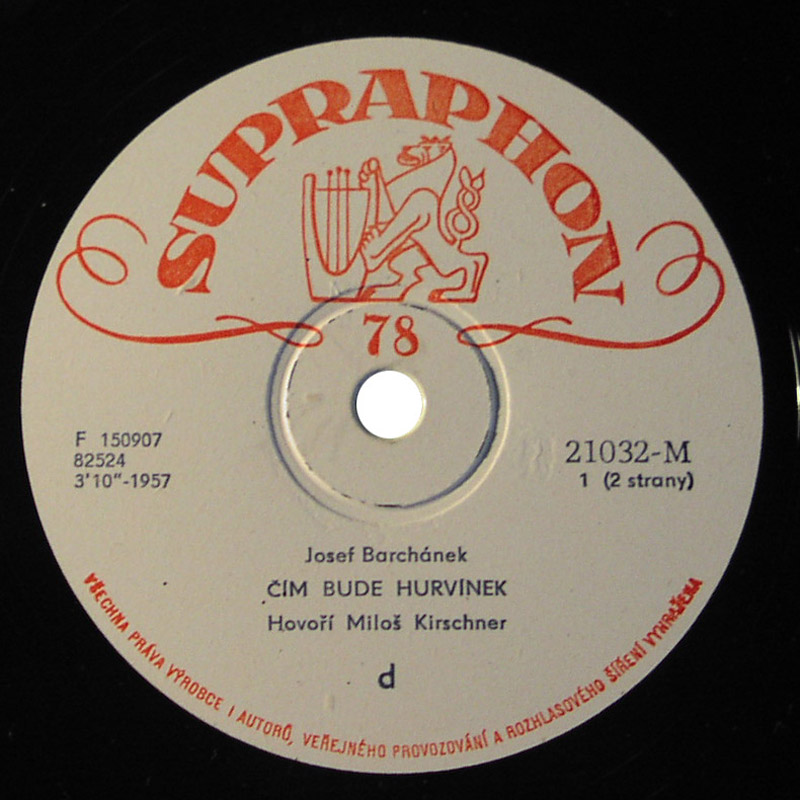 SUPRAPHON
78
F 150907
82524
3'10"-1957
21032-M
1 (2 strany)
Josef Barchánek
ČÍM BUDE HURVÍNEK
Hovoří Miloš Kirschner
d
VŠECHNA PRÁVA VÝROBCE I AUTORŮ, VEŘEJNÉHO PROVOZOVÁNÍ A ROZHLASOVÉHO ŠÍŘENÍ VYHRAŽENA